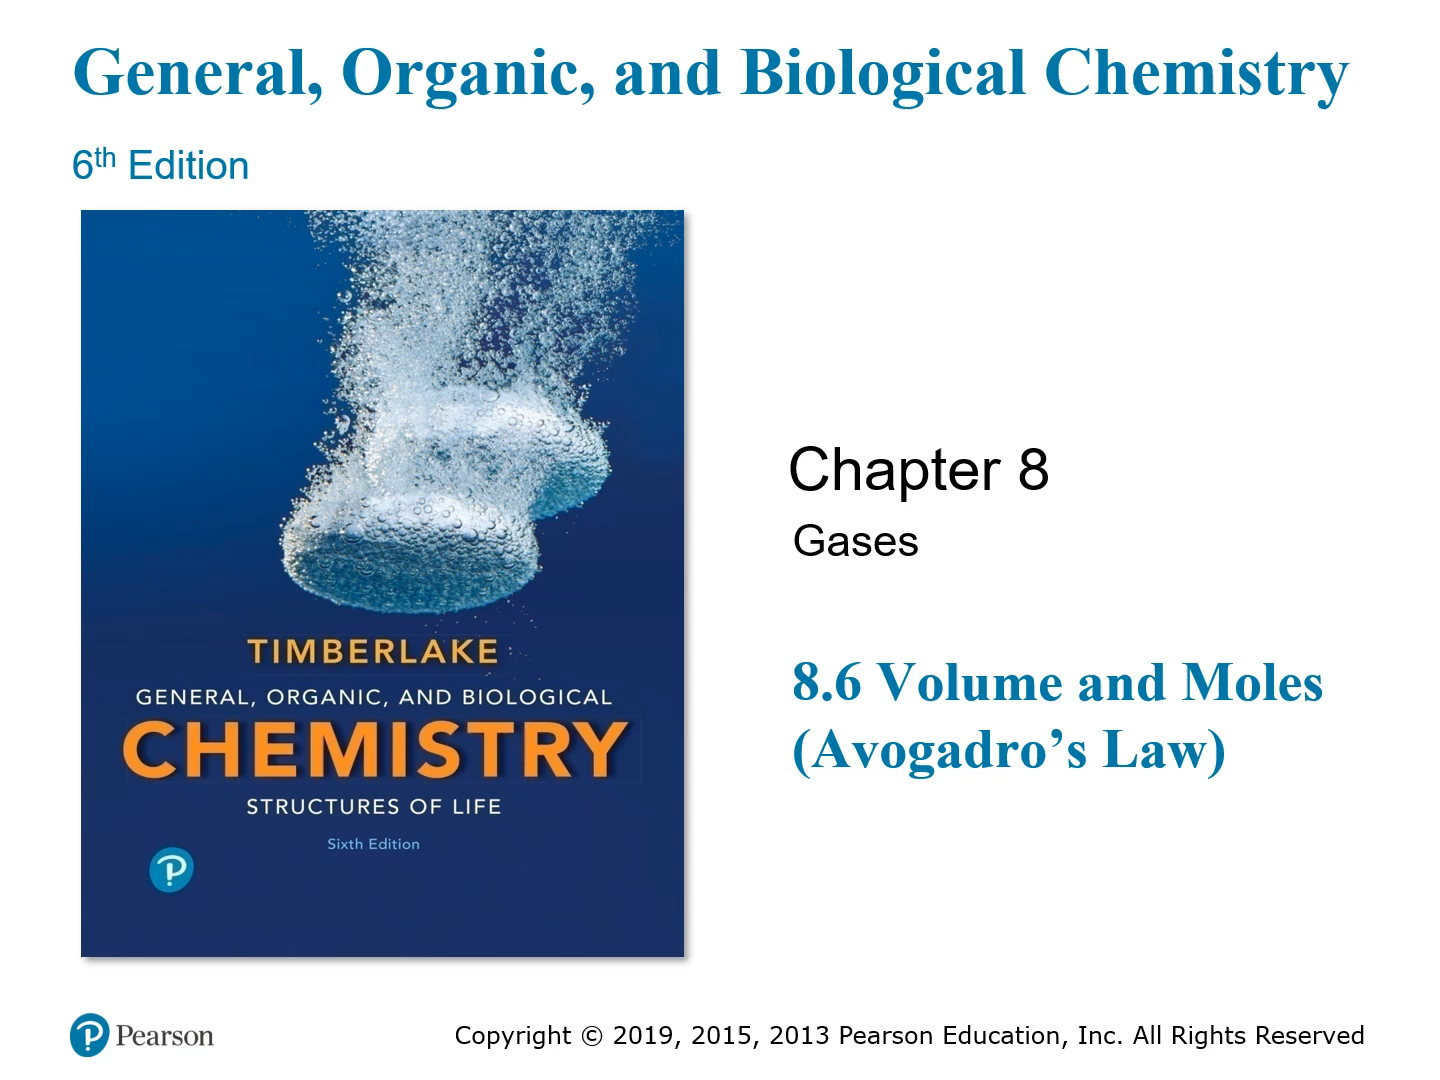 General, Organic, and Biological Chemistry
6th Edition
TIMBERLAKE
GENERAL, ORGANIC, AND BIOLOGICAL
CHEMISTRY
STRUCTURES OF LIFE
Sixth Edition
P
Chapter 8
Gases
8.6 Volume and Moles
(Avogadro’s Law)
P Pearson
Copyright © 2019, 2015, 2013 Pearson Education, Inc. All Rights Reserved